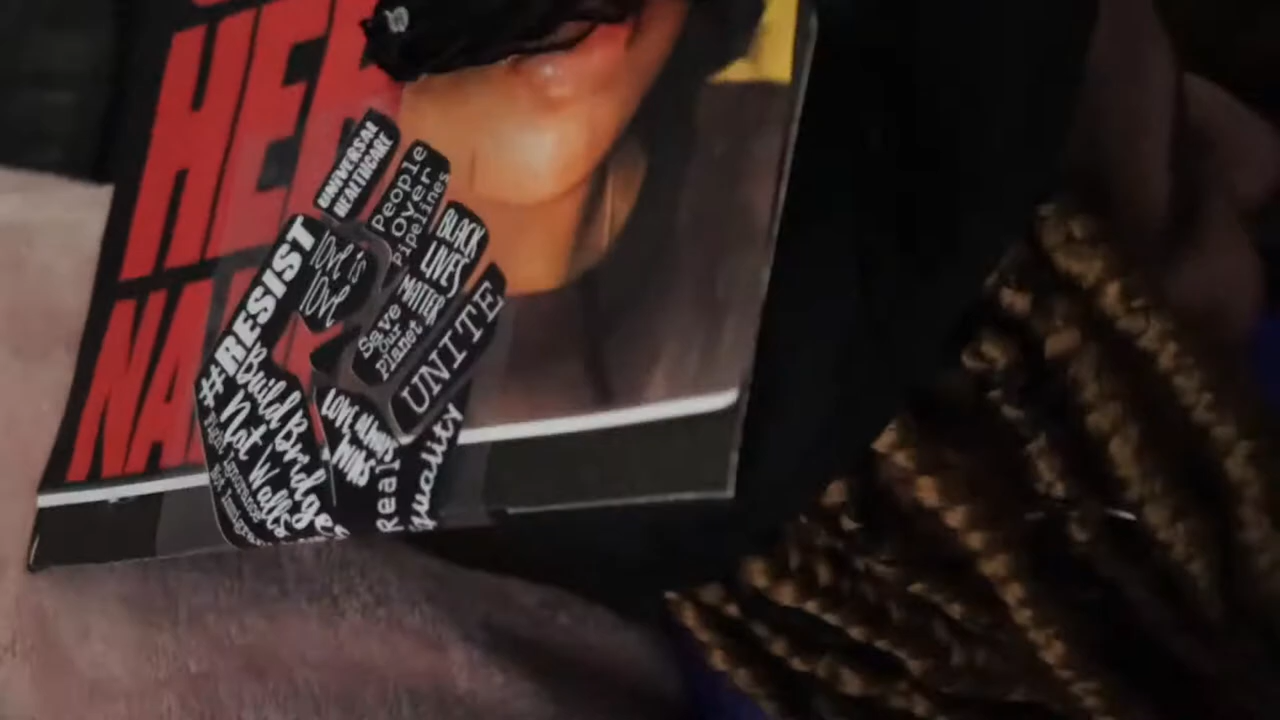 HER
NA
UNIVERSAL
HEALTHCARE
People
Over
Pipelines
BLACK
LIVES
MATTER
UNITE
love is
love
Save
Our
Planet
#RESIST
Build Bridges
Not Walls
LOVE ALWAYS
WINS
Real